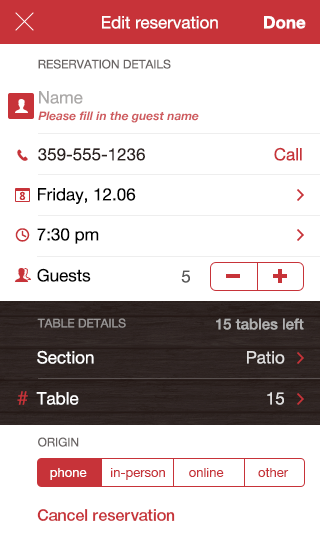 Edit reservation Done
RESERVATION DETAILS
Name
Please fill in the guest name
359-555-1236 Call
8 Friday, 12.06
7:30 pm
Guests 5 − +
TABLE DETAILS 15 tables left
Section Patio
# Table 15
ORIGIN
phone in-person online other
Cancel reservation